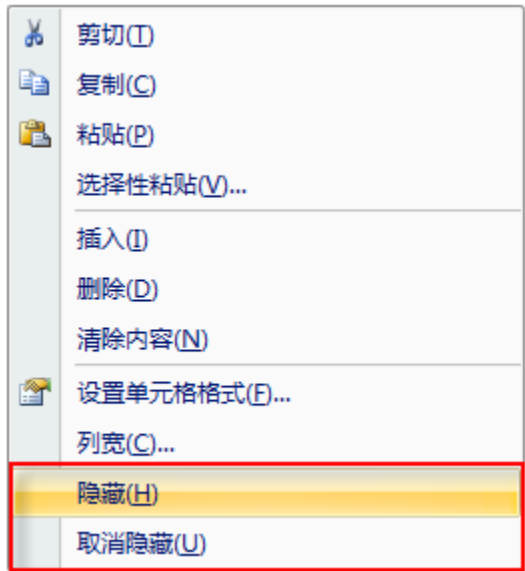 剪切(T)
复制(C)
粘贴(P)
选择性粘贴(V)...
插入(I)
删除(D)
清除内容(N)
设置单元格格式(F)...
列宽(C)...
隐藏(H)
取消隐藏(U)